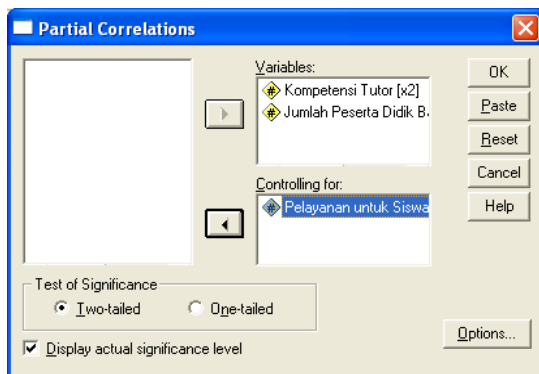 Partial Correlations
Variables:
Kompetensi Tutor [x2]
Jumlah Peserta Didik B
Controlling for:
Pelayanan untuk Siswa
OK
Paste
Reset
Cancel
Help
Test of Significance
Two-tailed
One-tailed
Display actual significance level
Options...